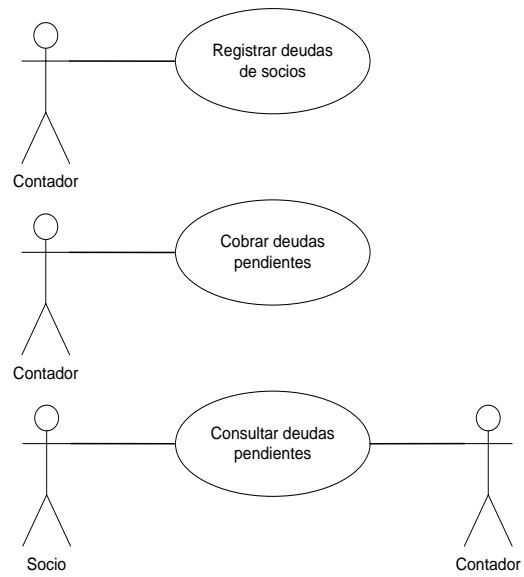 Registrar deudas
de socios
Contador
Cobrar deudas
pendientes
Contador
Consultar deudas
pendientes
Socio
Contador